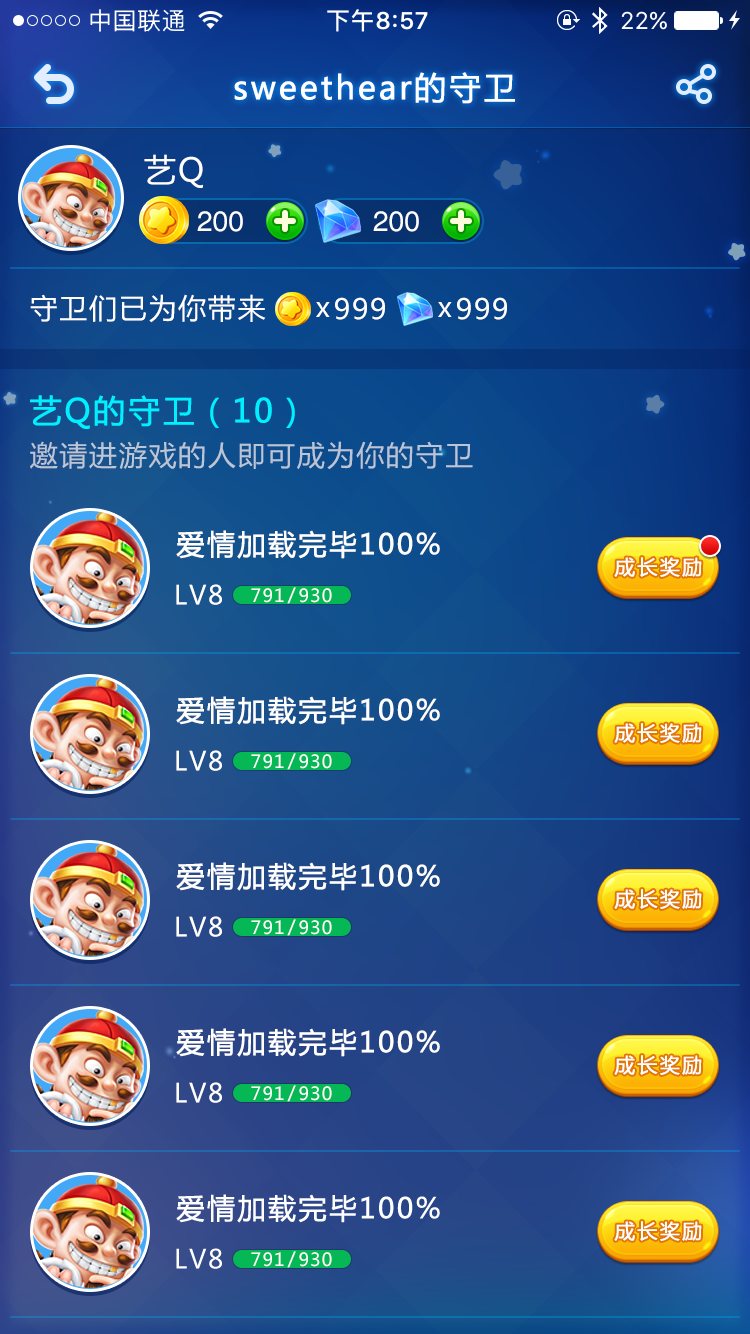 中国联通 下午8:57 22%
sweethear的守卫
艺Q
200 200
守卫们已为你带来 x999 x999
艺Q的守卫（10）
邀请进游戏的人即可成为你的守卫
爱情加载完毕100%
LV8 791/930
成长奖励
爱情加载完毕100%
LV8 791/930
成长奖励
爱情加载完毕100%
LV8 791/930
成长奖励
爱情加载完毕100%
LV8 791/930
成长奖励
爱情加载完毕100%
LV8 791/930
成长奖励